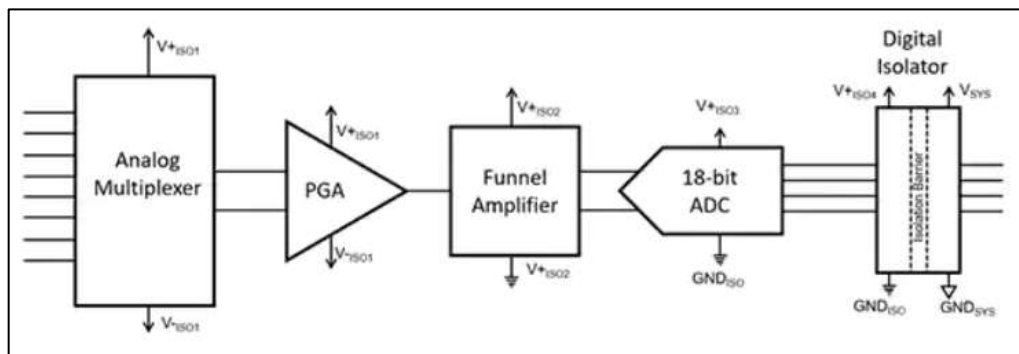 V+ISO1
Analog
Multiplexer
V-ISO1
V+ISO1
PGA
V-ISO1
V+ISO2
Funnel
Amplifier
V+ISO2
V+ISO3
18-bit
ADC
GNDISO
Digital
Isolator
V+ISO4
VSYS
Isolation Barrier
GNDISO
GNDSYS